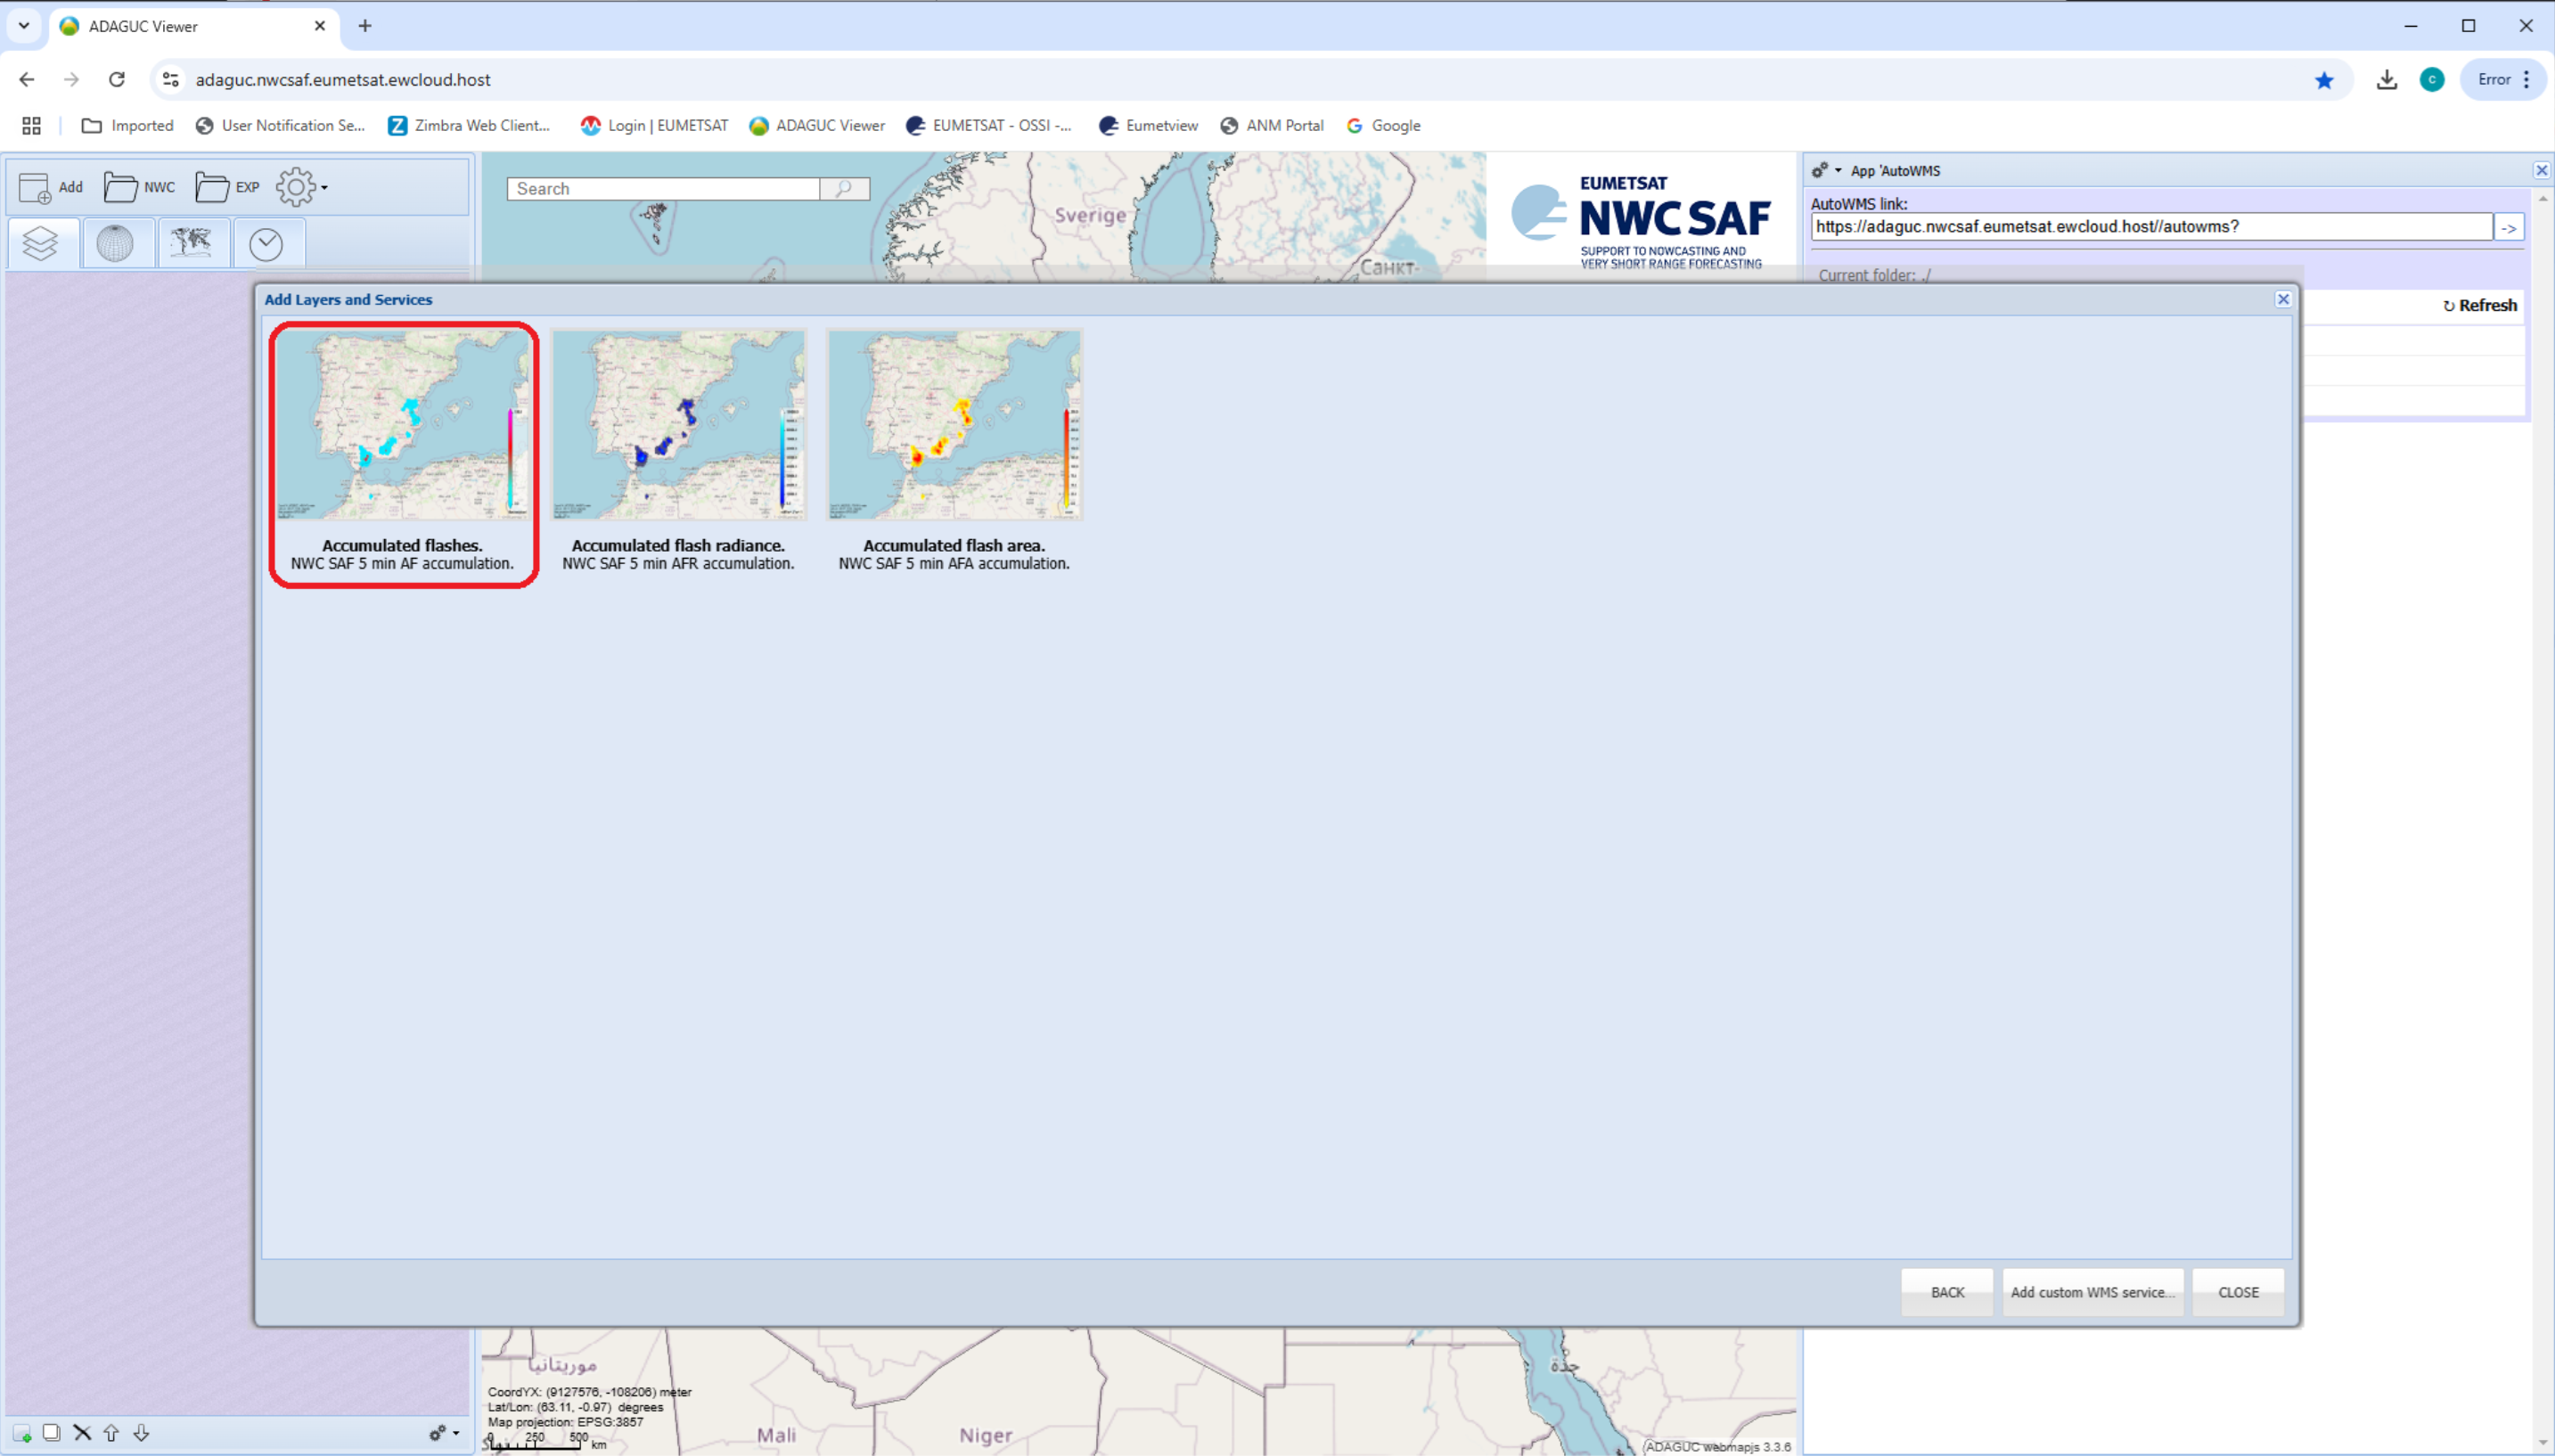 ADAGUC Viewer
adaguc.nwcsaf.eumetsat.ewcloud.host
Error
Imported
User Notification Se...
Zimbra Web Client...
Login | EUMETSAT
ADAGUC Viewer
EUMETSAT - OSSI -...
Eumetview
ANM Portal
Google
Add
NWC
EXP
Search
Sverige
Санкт-
EUMETSAT
NWC SAF
SUPPORT TO NOWCASTING AND
VERY SHORT RANGE FORECASTING
App 'AutoWMS
AutoWMS link:
https://adaguc.nwcsaf.eumetsat.ewcloud.host//autowms?
->
Current folder: ./
Refresh
Add Layers and Services
Accumulated flashes.
NWC SAF 5 min AF accumulation.
Accumulated flash radiance.
NWC SAF 5 min AFR accumulation.
Accumulated flash area.
NWC SAF 5 min AFA accumulation.
BACK
Add custom WMS service...
CLOSE
موريتانيا
جدة
CoordYX: (9127576, -108206) meter
Lat/Lon: (63.11, -0.97) degrees
Map projection: EPSG:3857
0 250 500 km
Mali
Niger
ADAGUC webmapjs 3.3.6